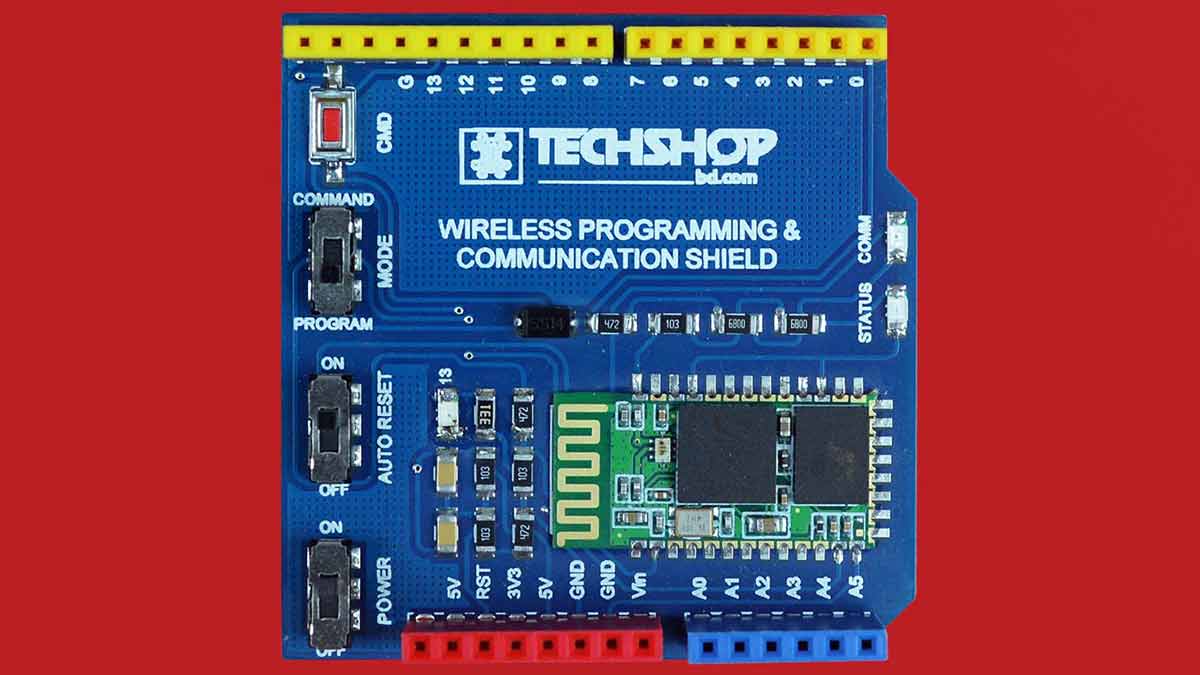 G 13 12 11 10 9 8 7 6 5 4 3 2 1 0
CMD
TECHSHOP
bd.com
COMMAND
MODE
PROGRAM
WIRELESS PROGRAMMING &
COMMUNICATION SHIELD
COMM
STATUS
SS14
472
103
6800
6800
ON
AUTO RESET
OFF
13
472
103
103
103
472
ON
POWER
OFF
5V RST 3V3 5V GND GND Vin A0 A1 A2 A3 A4 A5